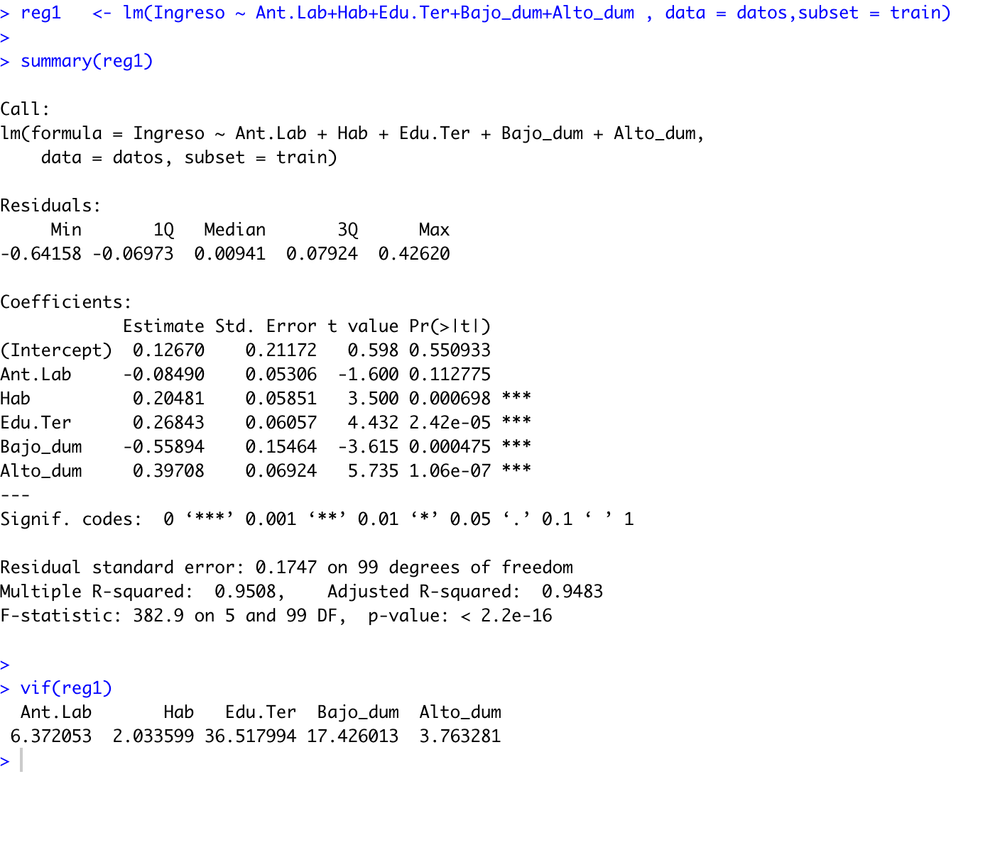 > reg1   <- lm(Ingreso ~ Ant.Lab+Hab+Edu.Ter+Bajo_dum+Alto_dum , data = datos,subset = train)
>
> summary(reg1)

Call:
lm(formula = Ingreso ~ Ant.Lab + Hab + Edu.Ter + Bajo_dum + Alto_dum,
    data = datos, subset = train)

Residuals:
     Min       1Q   Median       3Q      Max
-0.64158 -0.06973  0.00941  0.07924  0.42620

Coefficients:
            Estimate Std. Error t value Pr(>|t|)
(Intercept)  0.12670    0.21172   0.598 0.550933
Ant.Lab     -0.08490    0.05306  -1.600 0.112775
Hab          0.20481    0.05851   3.500 0.000698 ***
Edu.Ter      0.26843    0.06057   4.432 2.42e-05 ***
Bajo_dum    -0.55894    0.15464  -3.615 0.000475 ***
Alto_dum     0.39708    0.06924   5.735 1.06e-07 ***
---
Signif. codes:  0 ‘***’ 0.001 ‘**’ 0.01 ‘*’ 0.05 ‘.’ 0.1 ‘ ’ 1

Residual standard error: 0.1747 on 99 degrees of freedom
Multiple R-squared:  0.9508,    Adjusted R-squared:  0.9483
F-statistic: 382.9 on 5 and 99 DF,  p-value: < 2.2e-16

>
> vif(reg1)
  Ant.Lab       Hab   Edu.Ter  Bajo_dum  Alto_dum
 6.372053  2.033599 36.517994 17.426013  3.763281
>